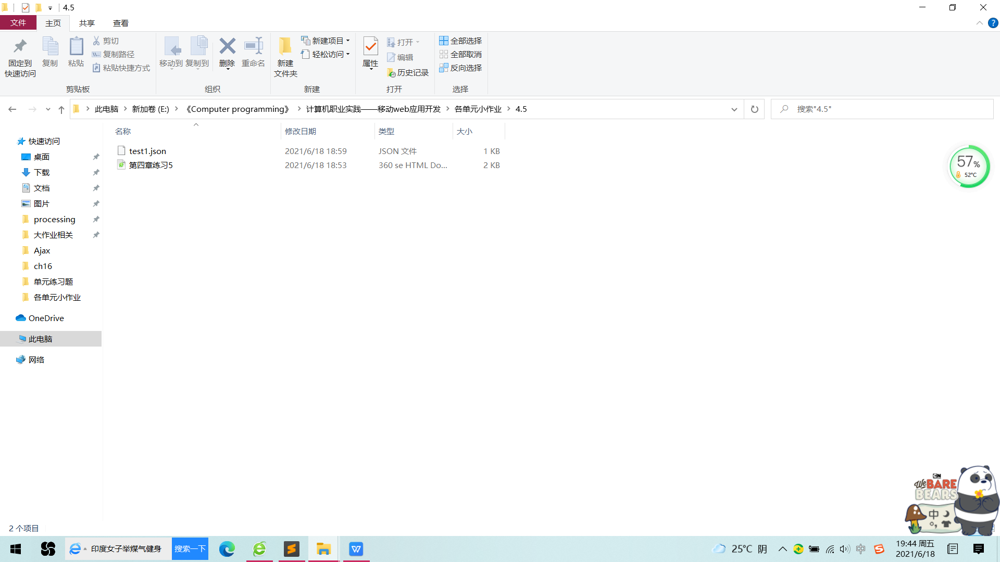 4.5
文件 主页 共享 查看
固定到
快速访问
复制
粘贴
剪切
复制路径
粘贴快捷方式
剪贴板
移动到
复制到
删除
重命名
组织
新建
文件夹
新建项目
轻松访问
新建
属性
打开
编辑
历史记录
打开
全部选择
全部取消
反向选择
选择
此电脑 新加卷 (E:) 《Computer programming》 计算机职业实践——移动web应用开发 各单元小作业 4.5
搜索"4.5"
名称 修改日期 类型 大小
test1.json 2021/6/18 18:59 JSON 文件 1 KB
第四章练习5 2021/6/18 18:53 360 se HTML Do... 2 KB
快速访问
桌面
下载
文档
图片
processing
大作业相关
Ajax
ch16
单元练习题
各单元小作业
OneDrive
此电脑
网络
57%
52°C
CN
We BARE
BEARS
中
2 个项目
印度女子举煤气健身 搜索一下
25°C 阴
中
19:44 周五
2021/6/18